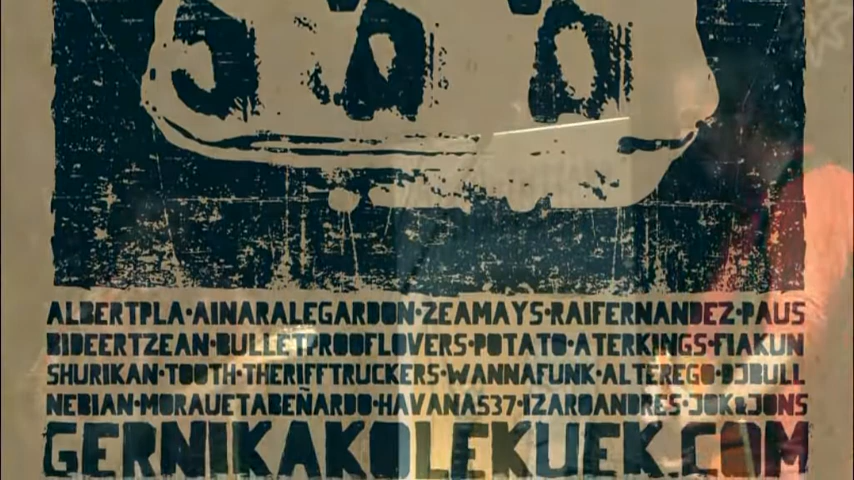 ALBERTPLA·AINARALEGARDON·ZEAMAYS·RAIFERNANDEZ·PAUS
BIDEERTZEAN·BULLETPROOFLOVERS·POTATO·ATERKINGS·FIAKUN
SHURIKAN·TOOTH·THERIFFTRUCKERS·WANNAFUNK·ALTEREGO·DJBULL
NEBIAN·MORAUETABEÑARDO·HAVANA537·IZAROANDRES·JOK&JONS
GERNIKAKOLEKUEK.COM